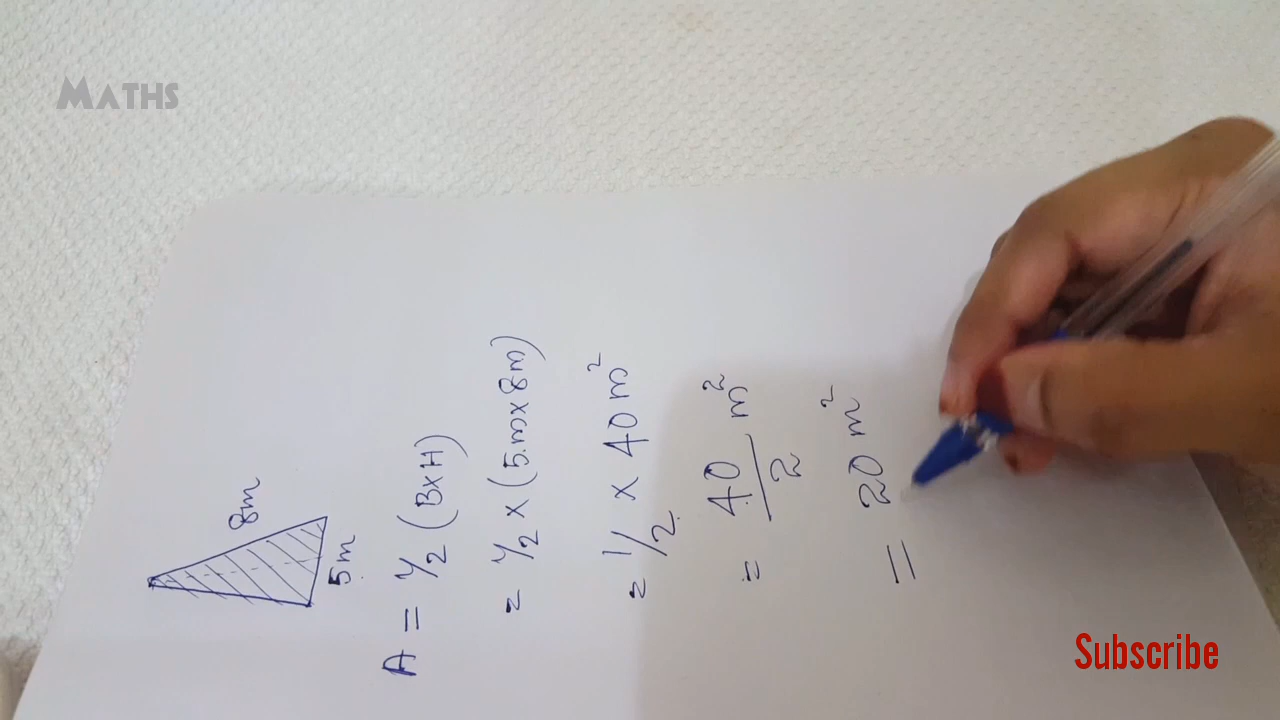 MATHS
8m
5m
A = 1/2 (B×H)
= 1/2 × (5m × 8m)
= 1/2 × 40 m²
= 40/2 m²
= 20 m²
Subscribe